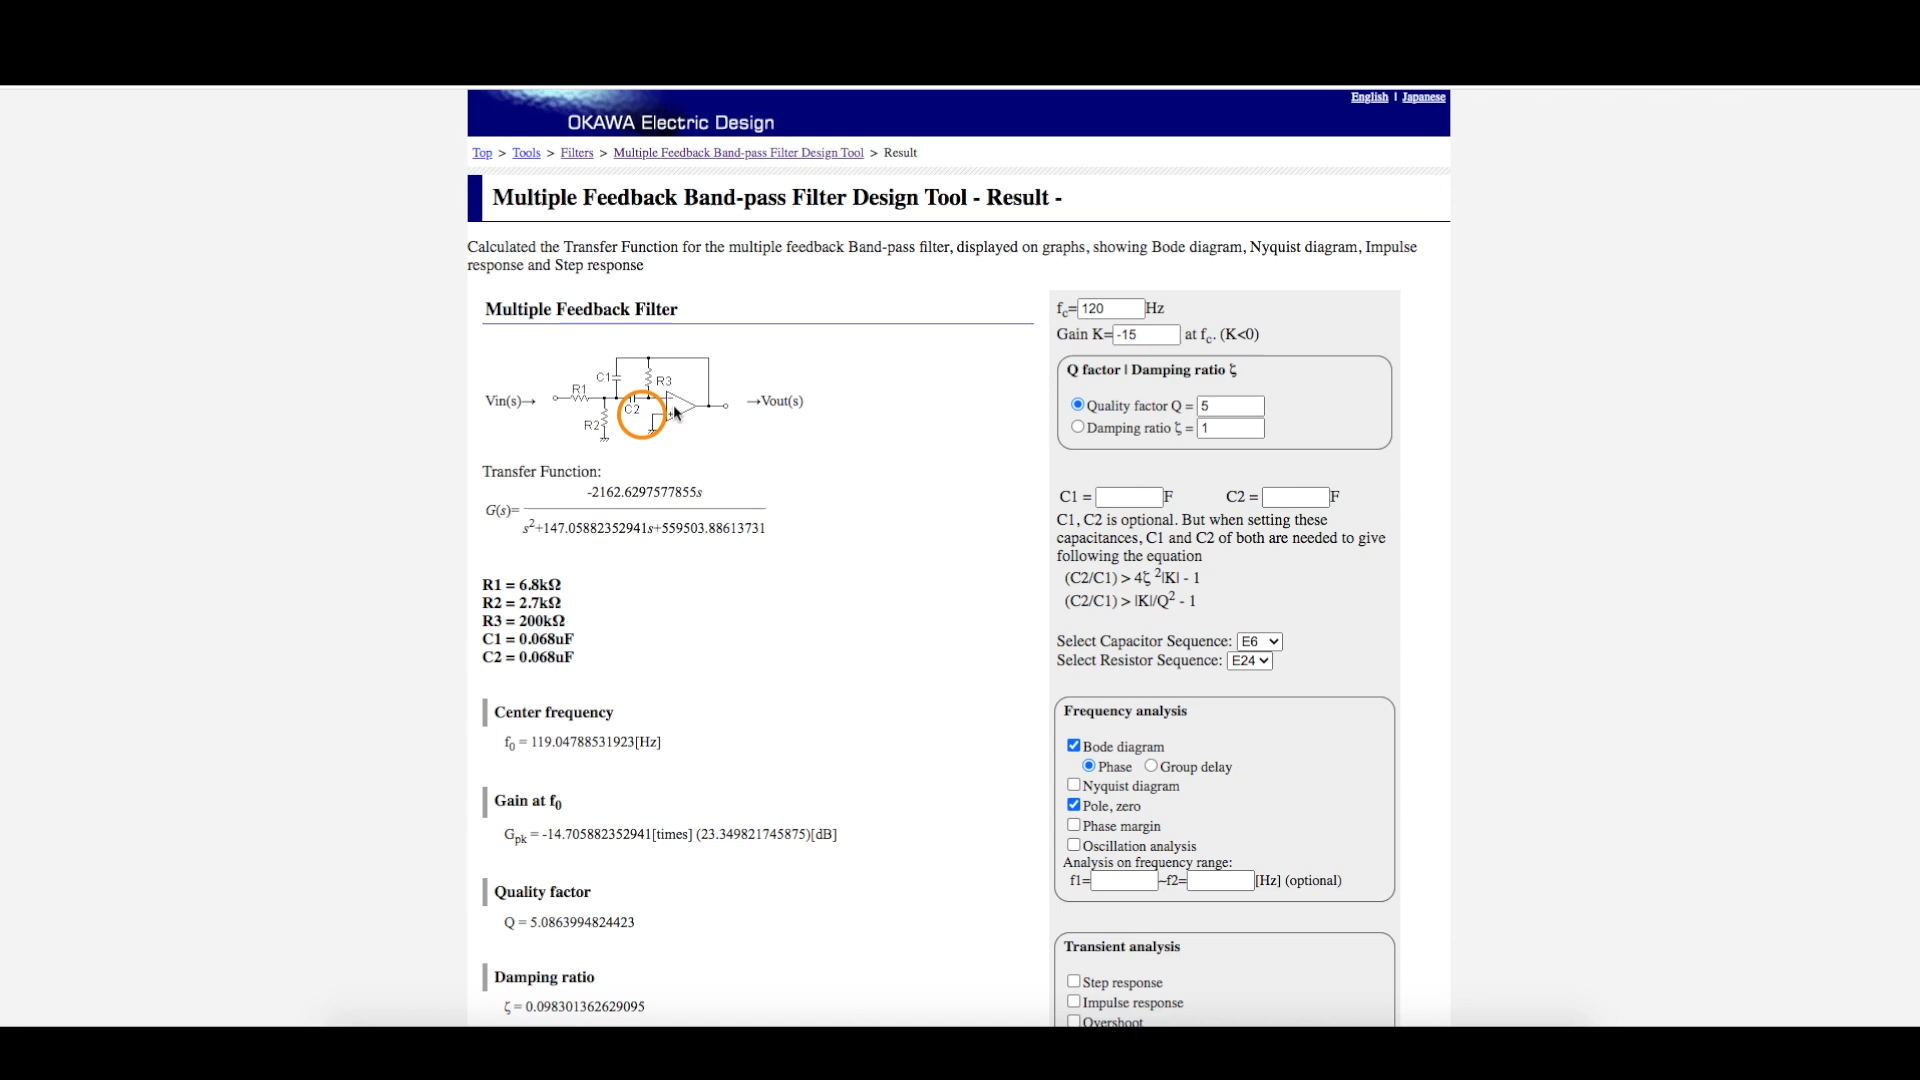 English | Japanese
OKAWA Electric Design
Top > Tools > Filters > Multiple Feedback Band-pass Filter Design Tool > Result
Multiple Feedback Band-pass Filter Design Tool - Result -
Calculated the Transfer Function for the multiple feedback Band-pass filter, displayed on graphs, showing Bode diagram, Nyquist diagram, Impulse
response and Step response
Multiple Feedback Filter
Vin(s)→ R1 R2 C1 C2 R3 →Vout(s)
Transfer Function:
-2162.6297577855s
G(s)=
s²+147.05882352941s+559503.88613731
R1 = 6.8kΩ
R2 = 2.7kΩ
R3 = 200kΩ
C1 = 0.068uF
C2 = 0.068uF
Center frequency
f0 = 119.04788531923[Hz]
Gain at f0
Gpk = -14.705882352941[times] (23.349821745875)[dB]
Quality factor
Q = 5.0863994824423
Damping ratio
ζ = 0.098301362629095
fc= 120 Hz
Gain K= -15 at fc. (K<0)
Q factor | Damping ratio ζ
Quality factor Q = 5
Damping ratio ζ = 1
C1 = F C2 = F
C1, C2 is optional. But when setting these
capacitances, C1 and C2 of both are needed to give
following the equation
(C2/C1) > 4ζ ²|K| - 1
(C2/C1) > |K|/Q² - 1
Select Capacitor Sequence: E6
Select Resistor Sequence: E24
Frequency analysis
Bode diagram
Phase Group delay
Nyquist diagram
Pole, zero
Phase margin
Oscillation analysis
Analysis on frequency range:
f1= ~f2= [Hz] (optional)
Transient analysis
Step response
Impulse response
Overshoot